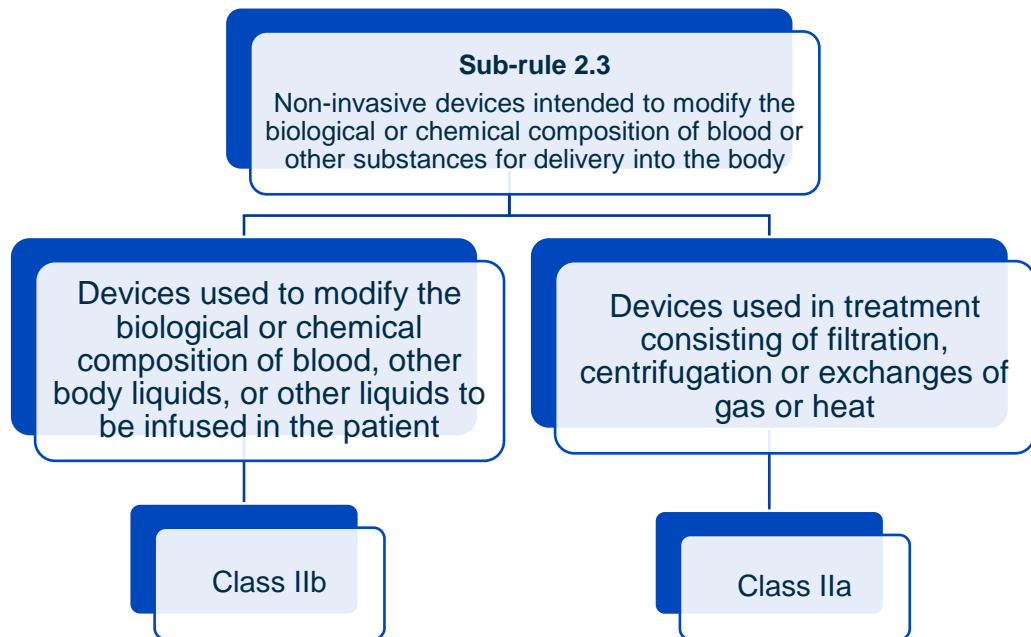 Sub-rule 2.3
Non-invasive devices intended to modify the
biological or chemical composition of blood or
other substances for delivery into the body
Devices used to modify the
biological or chemical
composition of blood, other
body liquids, or other liquids to
be infused in the patient
Devices used in treatment
consisting of filtration,
centrifugation or exchanges of
gas or heat
Class IIb
Class IIa